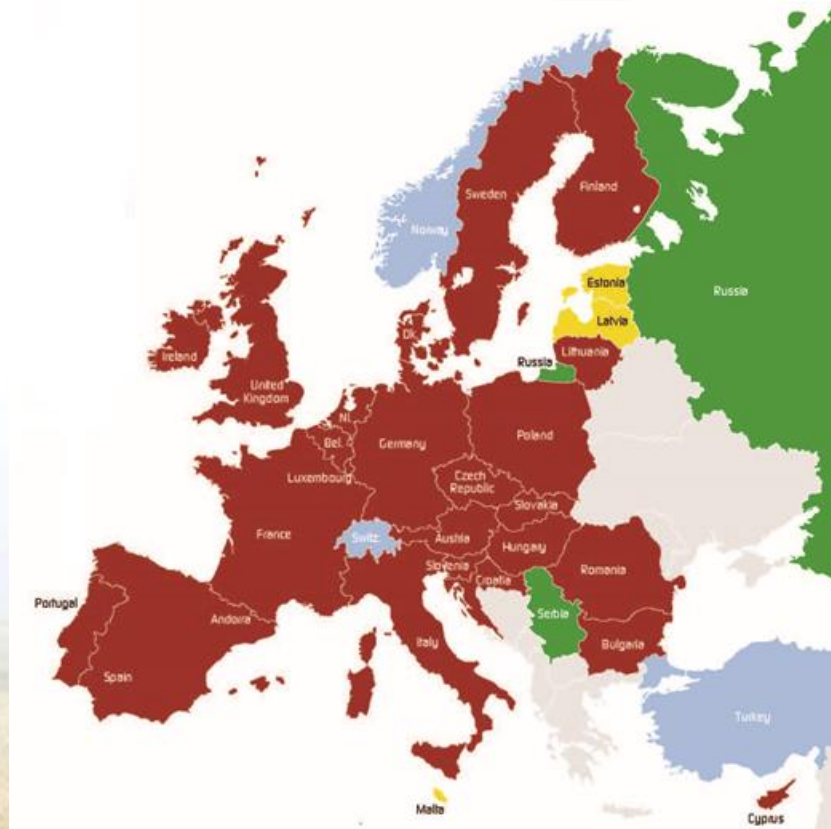 Sweden
Finland
Norway
Estonia
Russia
Latvia
Lithuania
Russia
Dk.
Ireland
United
Kingdom
Nl.
Bel.
Germany
Poland
Luxembourg
Czech
Republic
Slovakia
France
Switz.
Austria
Hungary
Slovenia
Romania
Croatia
Portugal
Andorra
Serbia
Italy
Bulgaria
Spain
Turkey
Malta
Cyprus